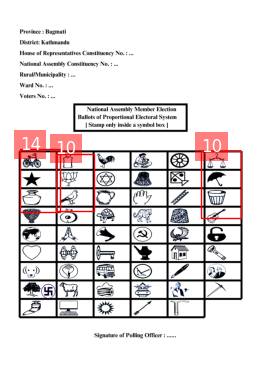 Province : Bagmati
District: Kathmandu
House of Representatives Constituency No. : ...
National Assembly Constituency No. : ...
Rural/Municipality : ...
Ward No. : ...
Voters No. : ...
National Assembly Member Election
Ballots of Proportional Electoral System
[ Stamp only inside a symbol box ]
14
10
10
Signature of Polling Officer : ......